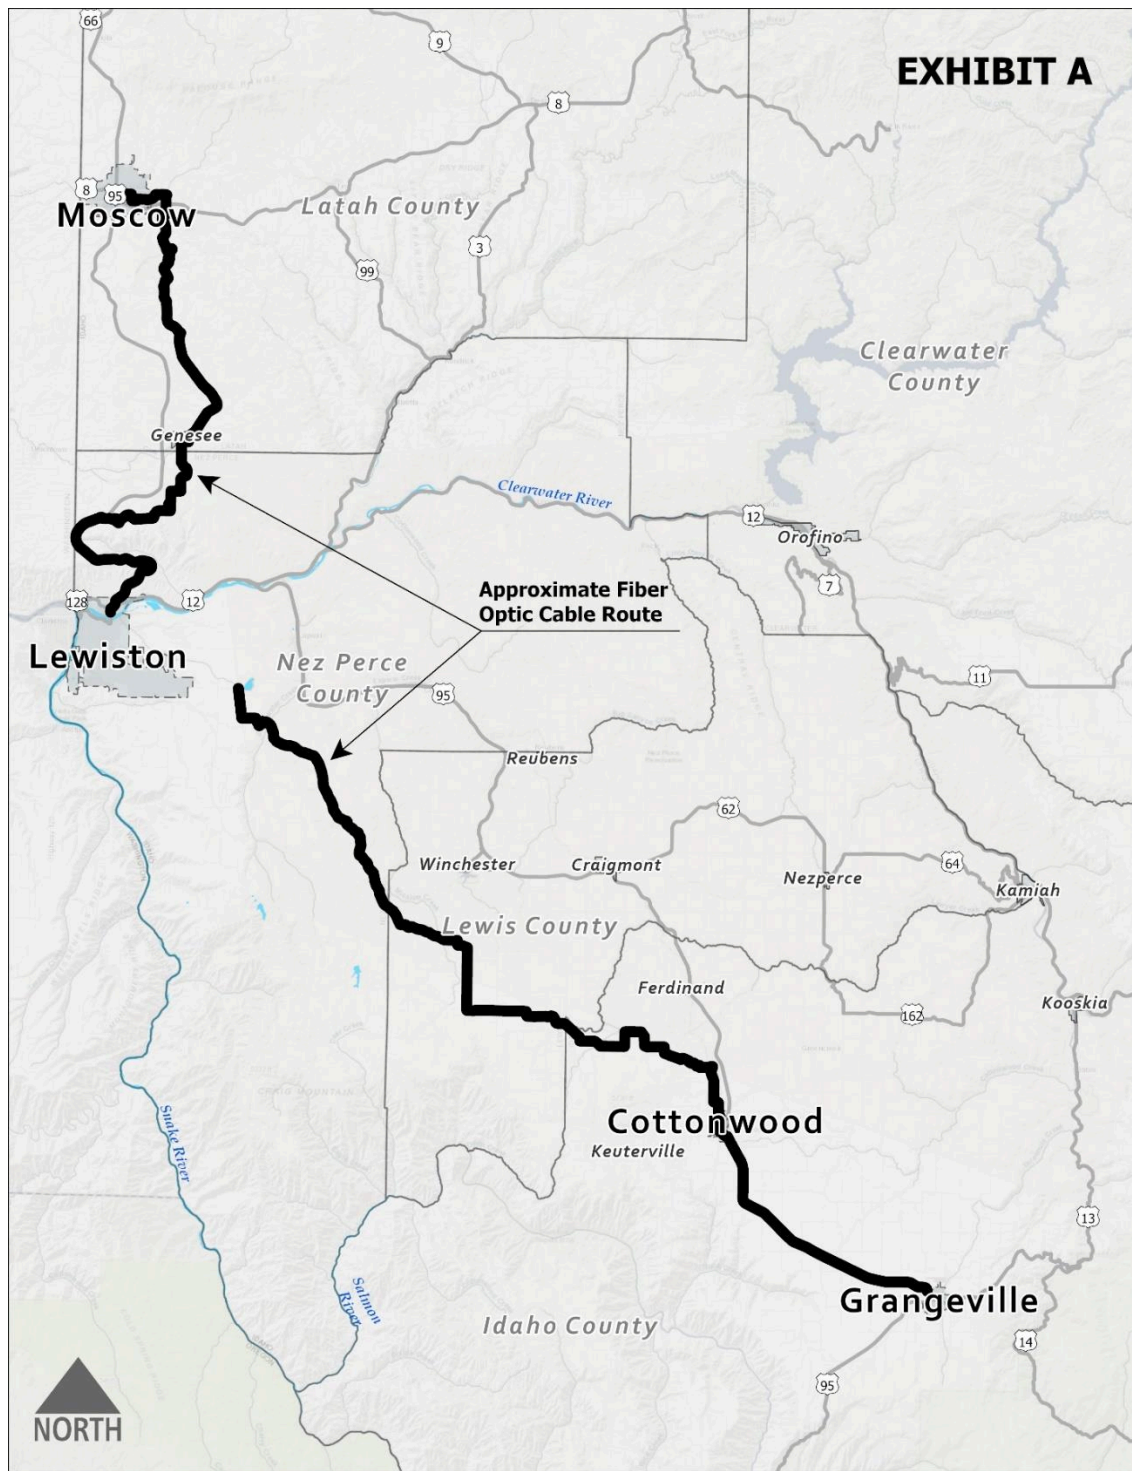 66
9
EXHIBIT A
8
8
95
Moscow
Latah County
3
99
Clearwater
County
Genesee
Clearwater River
12
Orofino
7
Approximate Fiber
Optic Cable Route
128
12
Lewiston
Nez Perce
County
95
11
Reubens
62
Winchester
Craigmont
Nezperce
64
Kamiah
Lewis County
Ferdinand
162
Kooskia
Cottonwood
Keuterville
Snake River
13
Salmon
River
Grangeville
Idaho County
14
95
NORTH